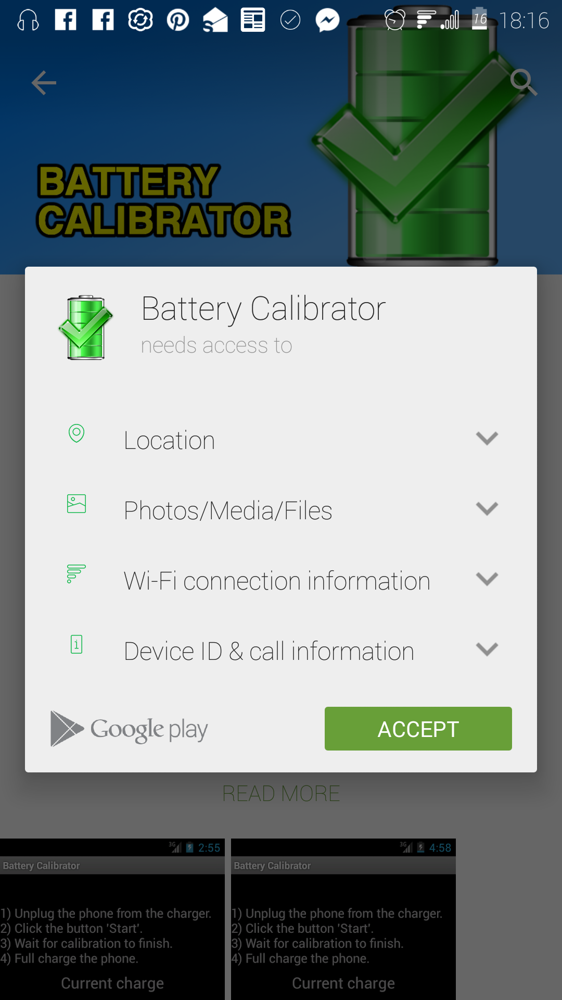 16 18:16
BATTERY
CALIBRATOR
Battery Calibrator
needs access to
Location
Photos/Media/Files
Wi-Fi connection information
Device ID & call information
Google play
ACCEPT
READ MORE
3G 2:55
Battery Calibrator
1) Unplug the phone from the charger.
2) Click the button 'Start'.
3) Wait for calibration to finish.
4) Full charge the phone.
Current charge
3G 4:58
Battery Calibrator
1) Unplug the phone from the charger.
2) Click the button 'Start'.
3) Wait for calibration to finish.
4) Full charge the phone.
Current charge